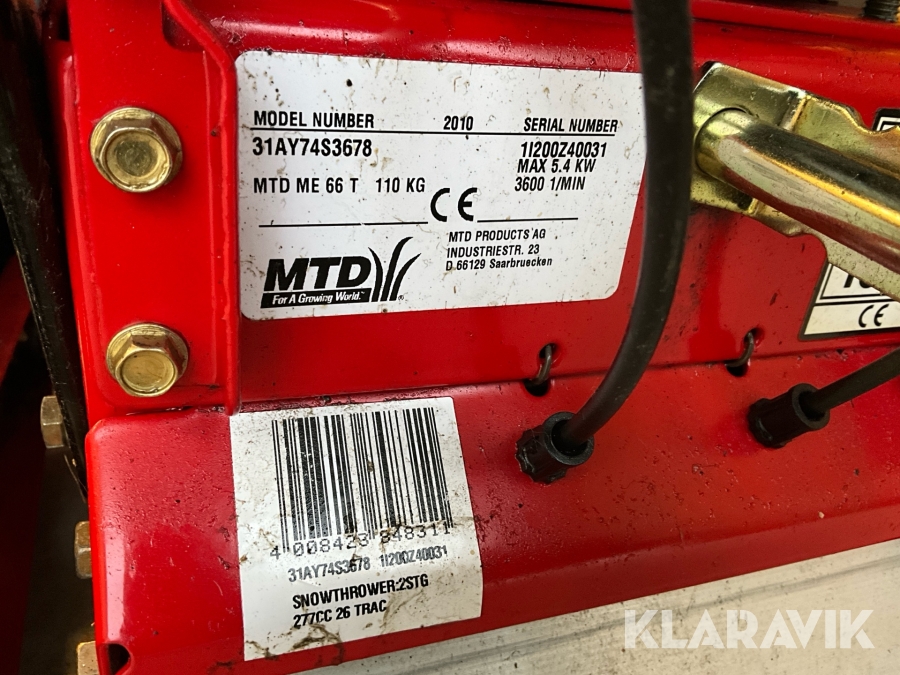 MODEL NUMBER 2010 SERIAL NUMBER
31AY74S3678 1I200Z40031
MAX 5.4 KW
MTD ME 66 T 110 KG 3600 1/MIN
CE
MTD PRODUCTS AG
INDUSTRIESTR. 23
D 66129 Saarbruecken
MTD
For A Growing World.
CE
4 008423 848311
31AY74S3678 1I200Z40031
SNOWTHROWER:2STG
277CC 26 TRAC
KLARAVIK